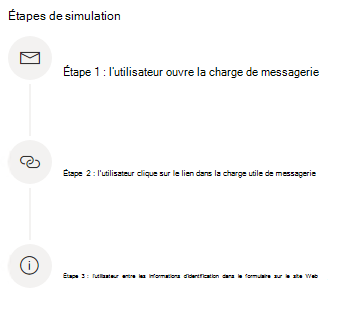 Étapes de simulation
Étape 1 : l'utilisateur ouvre la charge de messagerie
Étape 2 : l'utilisateur clique sur le lien dans la charge utile de messagerie
Étape 3 : l'utilisateur entre les informations d'identification dans le formulaire sur le site Web